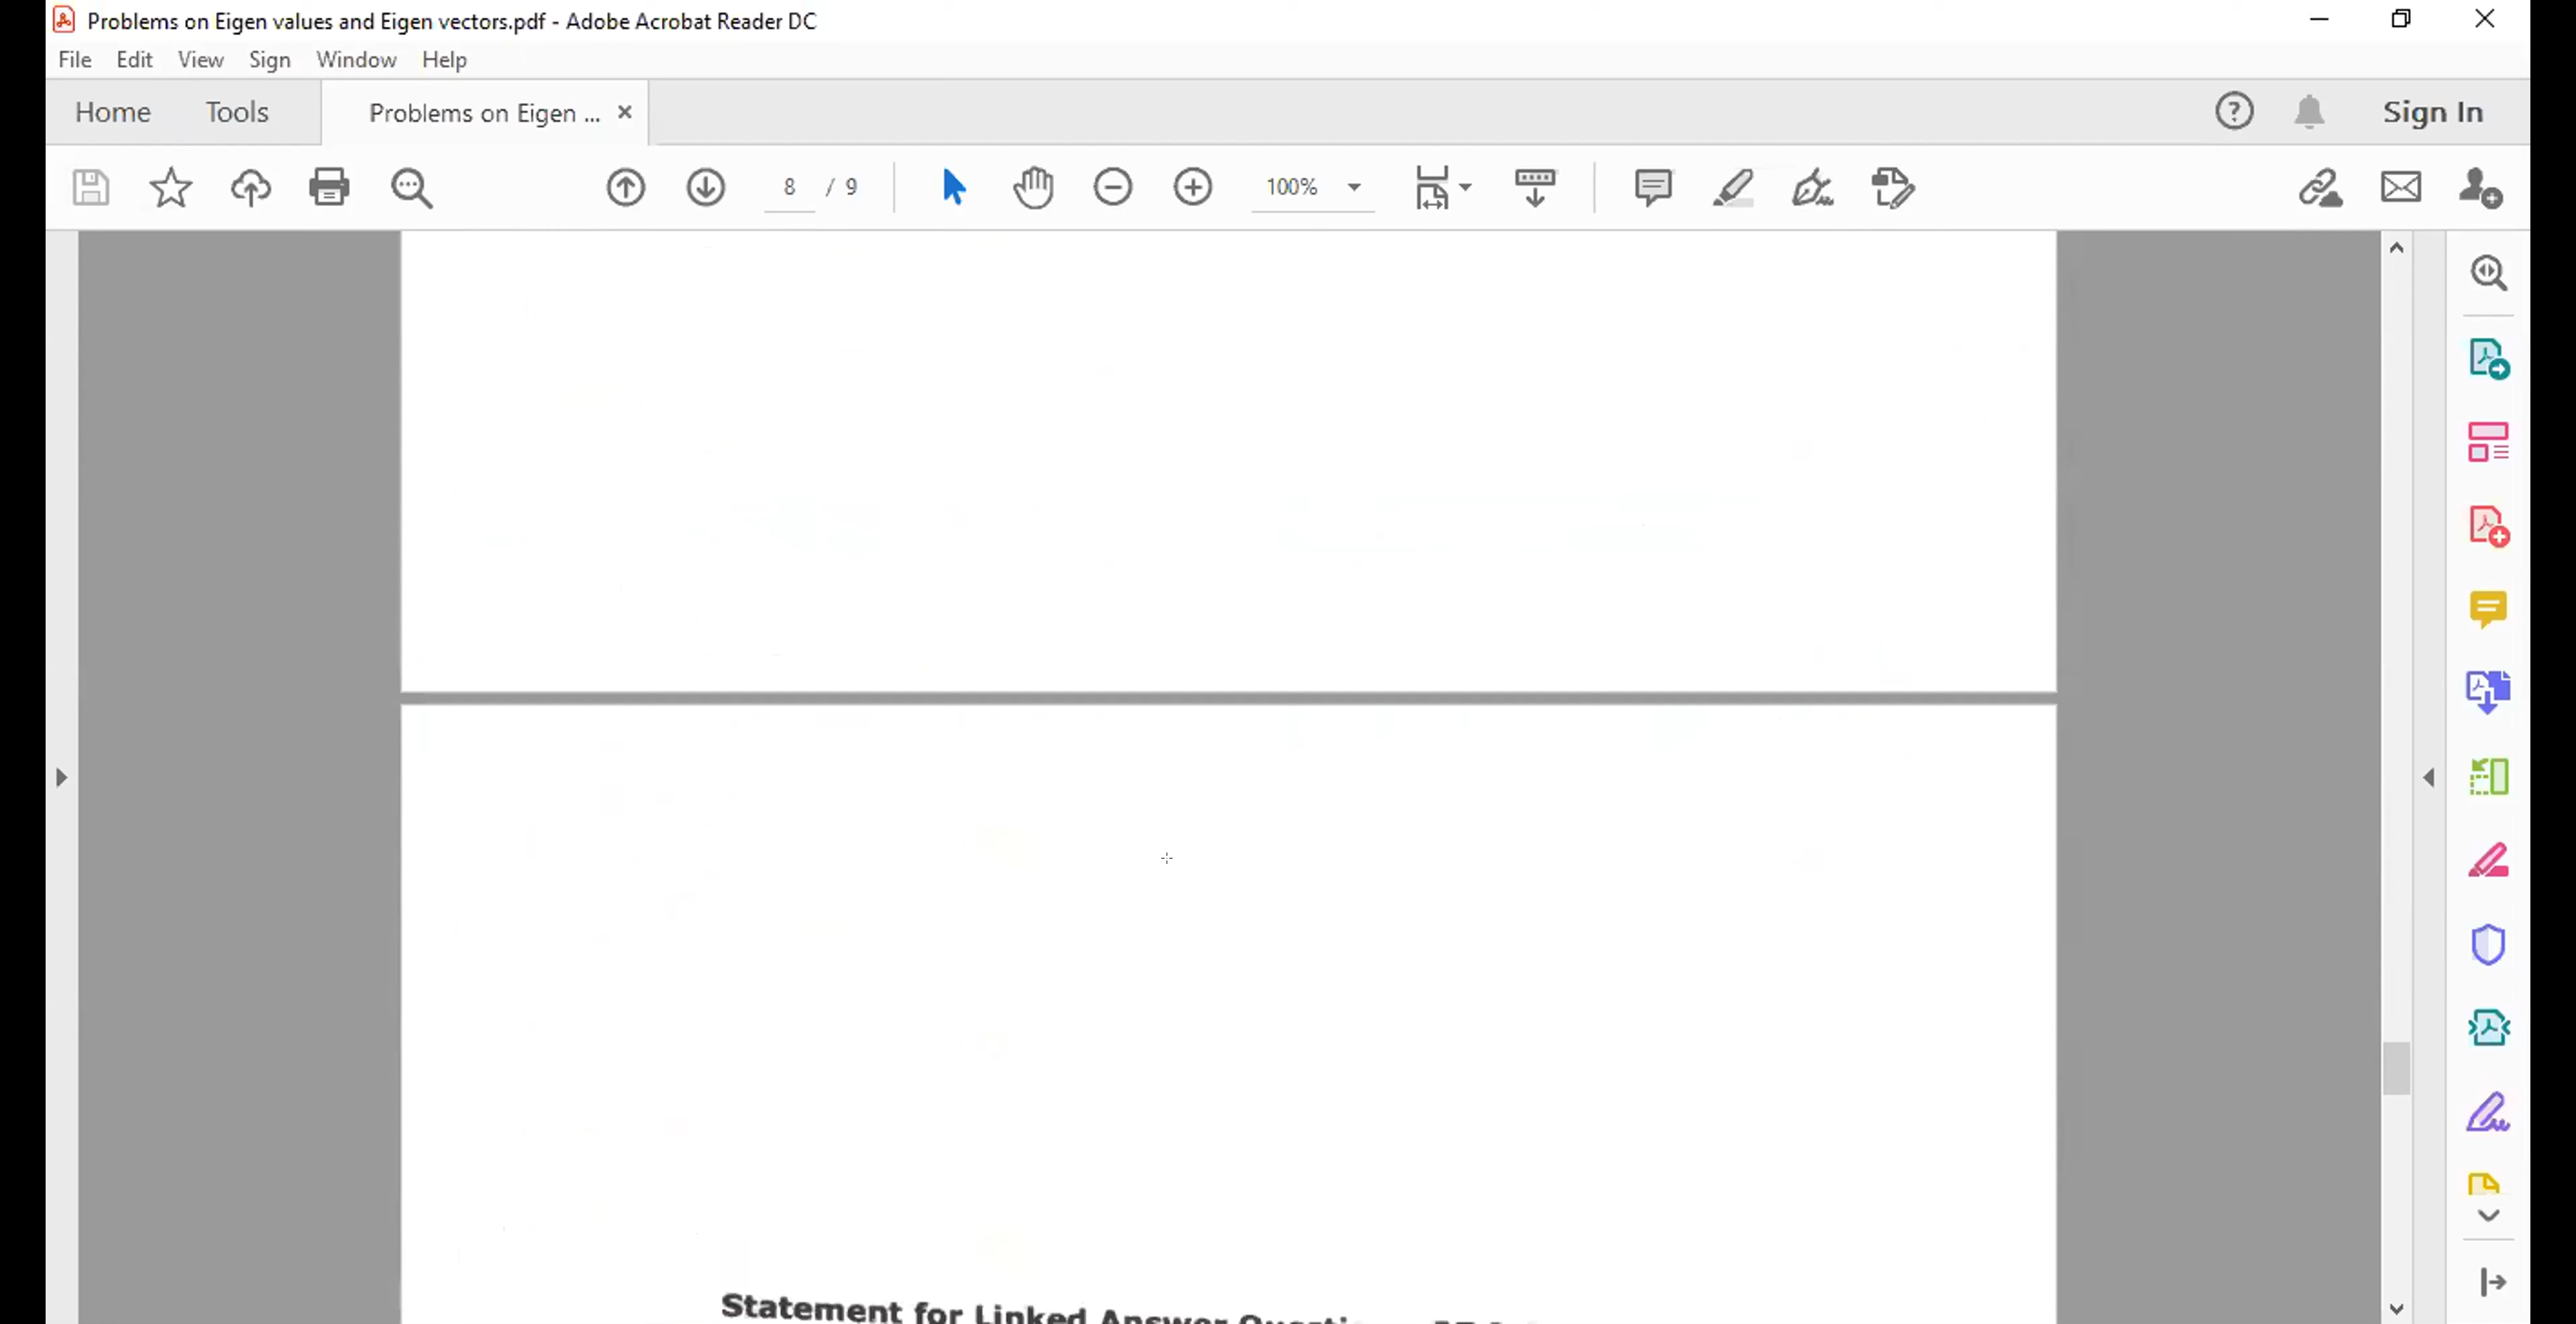 Problems on Eigen values and Eigen vectors.pdf - Adobe Acrobat Reader DC
File Edit View Sign Window Help
Home Tools Problems on Eigen ... Sign In
8 / 9 100%
Statement for Linked Answer